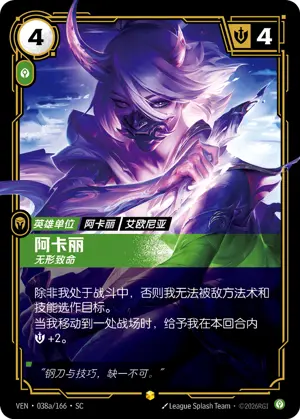 4
4
英雄单位 阿卡丽 艾欧尼亚
阿卡丽
无形致命
除非我处于战斗中，否则我无法被敌方法术和
技能选作目标。
当我移动到一处战场时，给予我在本回合内
+2。
"钢刀与技巧，缺一不可。"
VEN • 038a/166 • SC League Splash Team • ©2026RGI